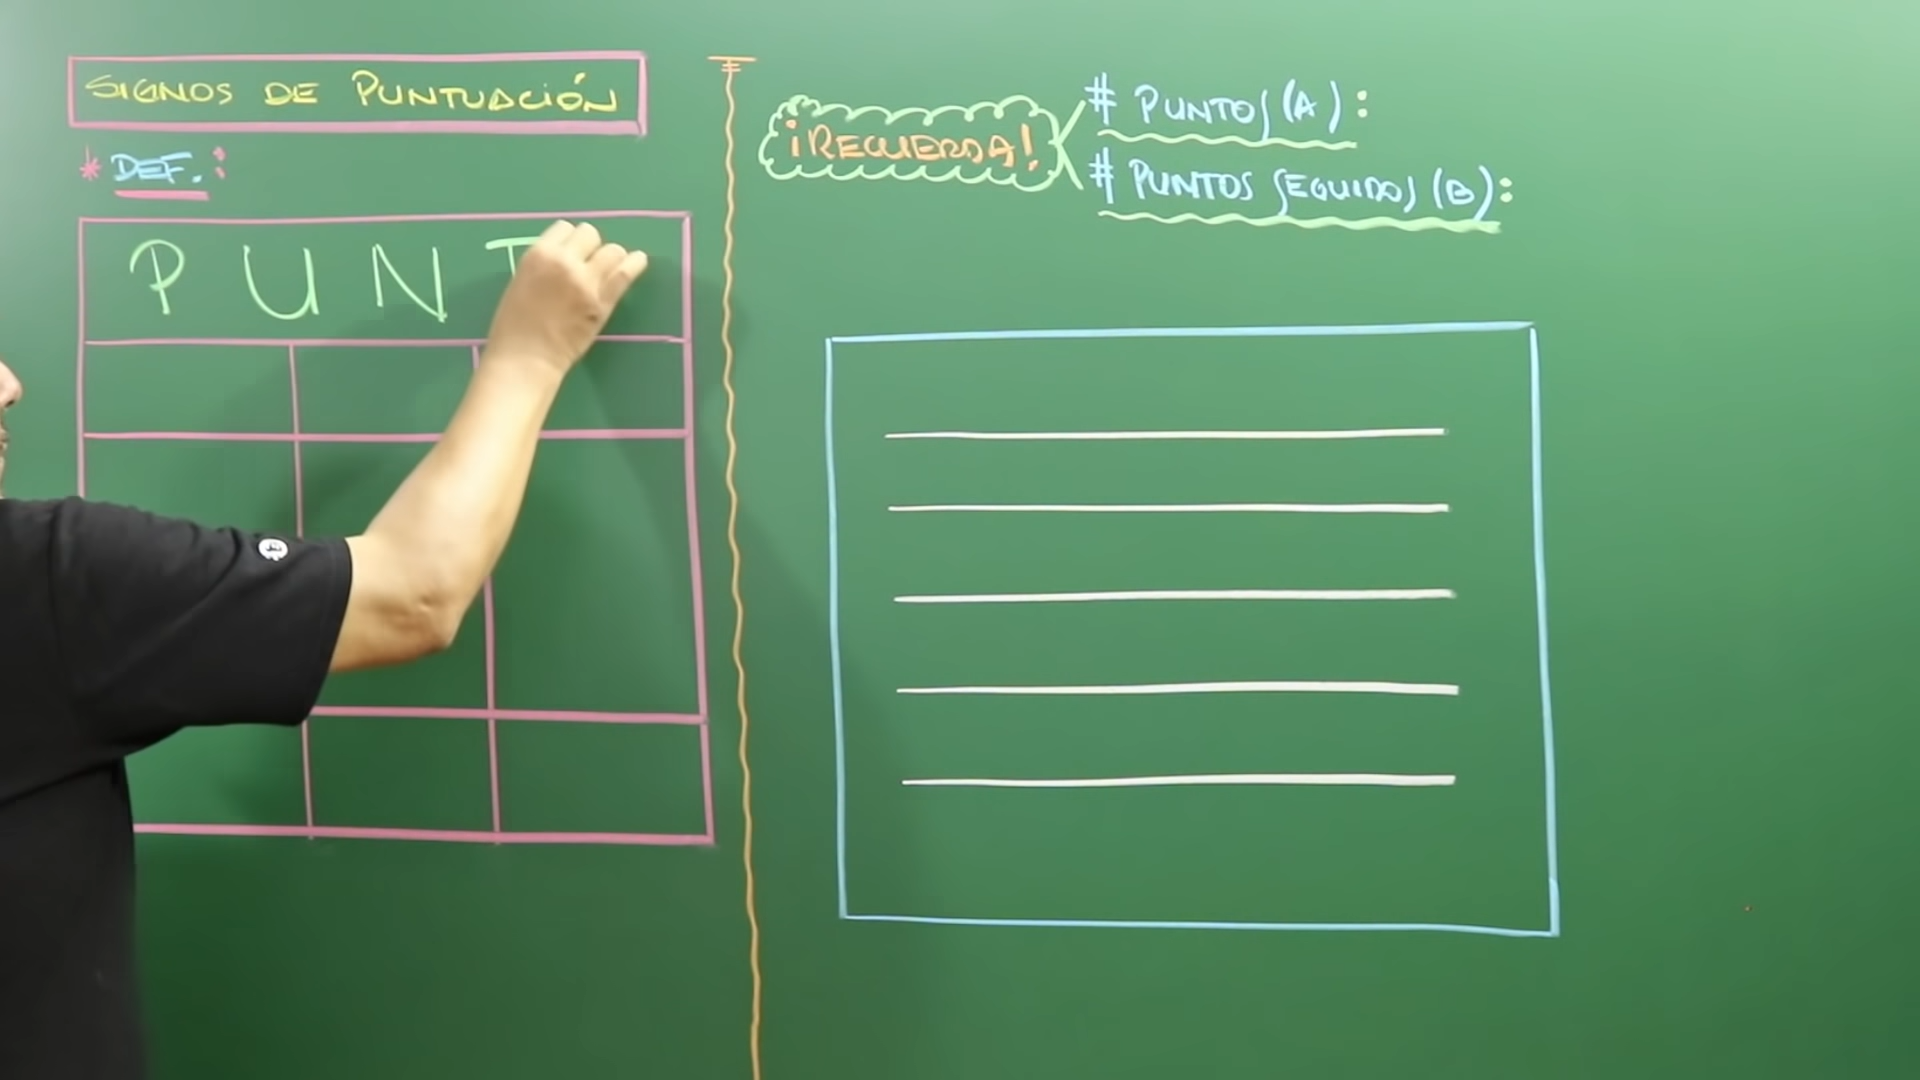 SIGNOS DE PUNTUACIÓN
* DEF.:
P U N T
¡RECUERDA!
# PUNTOS (A):
# PUNTOS SEGUIDOS (B):